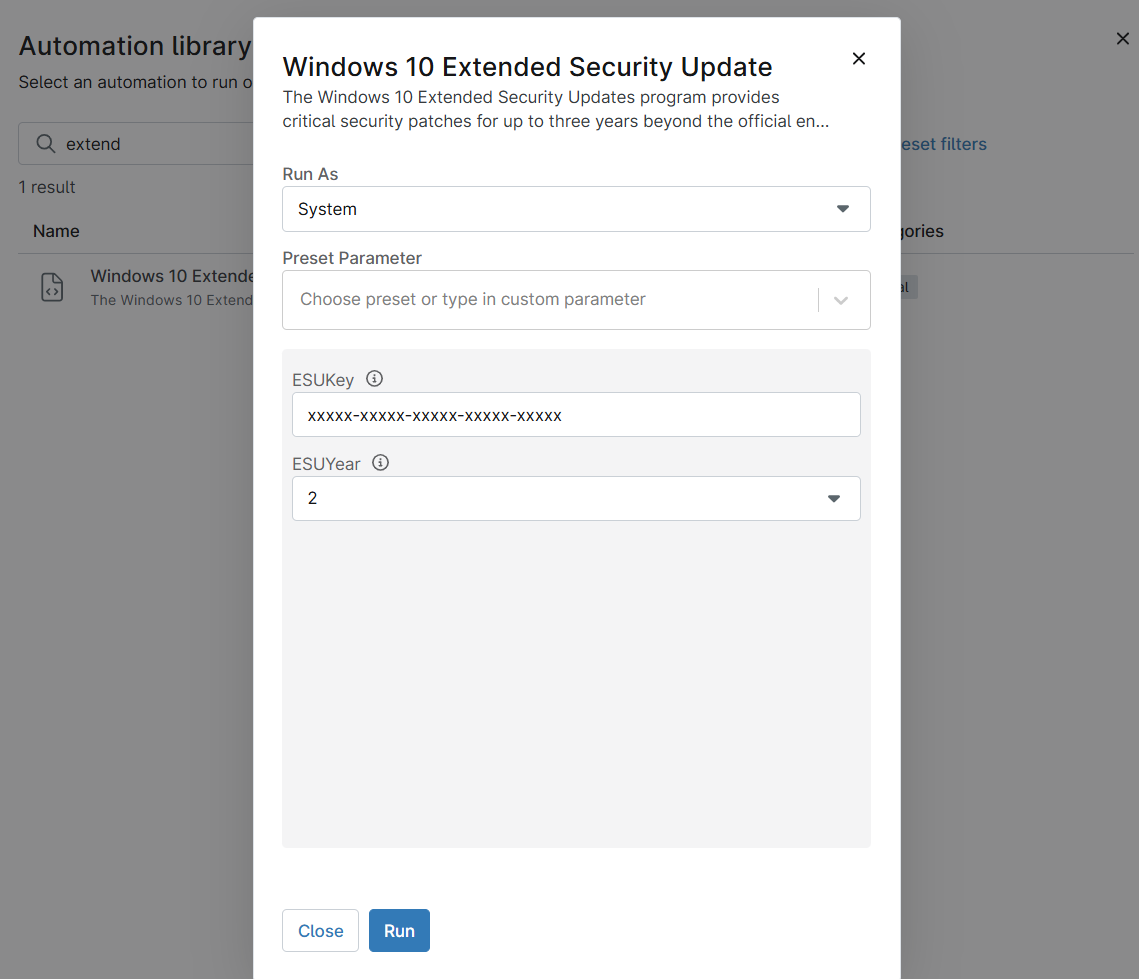 Automation library
Select an automation to run o
extend
eset filters
1 result
Name
gories
Windows 10 Extende
The Windows 10 Extend
al
Windows 10 Extended Security Update
The Windows 10 Extended Security Updates program provides
critical security patches for up to three years beyond the official en...
Run As
System
Preset Parameter
Choose preset or type in custom parameter
ESUKey
xxxxx-xxxxx-xxxxx-xxxxx-xxxxx
ESUYear
2
Close
Run